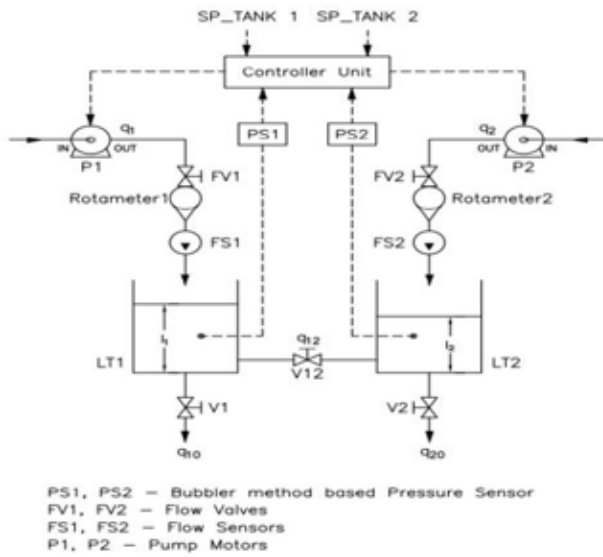 SP_TANK 1 SP_TANK 2
Controller Unit
q1 PS1 PS2 q2
IN OUT OUT IN
P1 P2
FV1 FV2
Rotameter1 Rotameter2
FS1 FS2
l1 q12 l2
LT1 V12 LT2
V1 V2
q10 q20
PS1, PS2 – Bubbler method based Pressure Sensor
FV1, FV2 – Flow Valves
FS1, FS2 – Flow Sensors
P1, P2 – Pump Motors